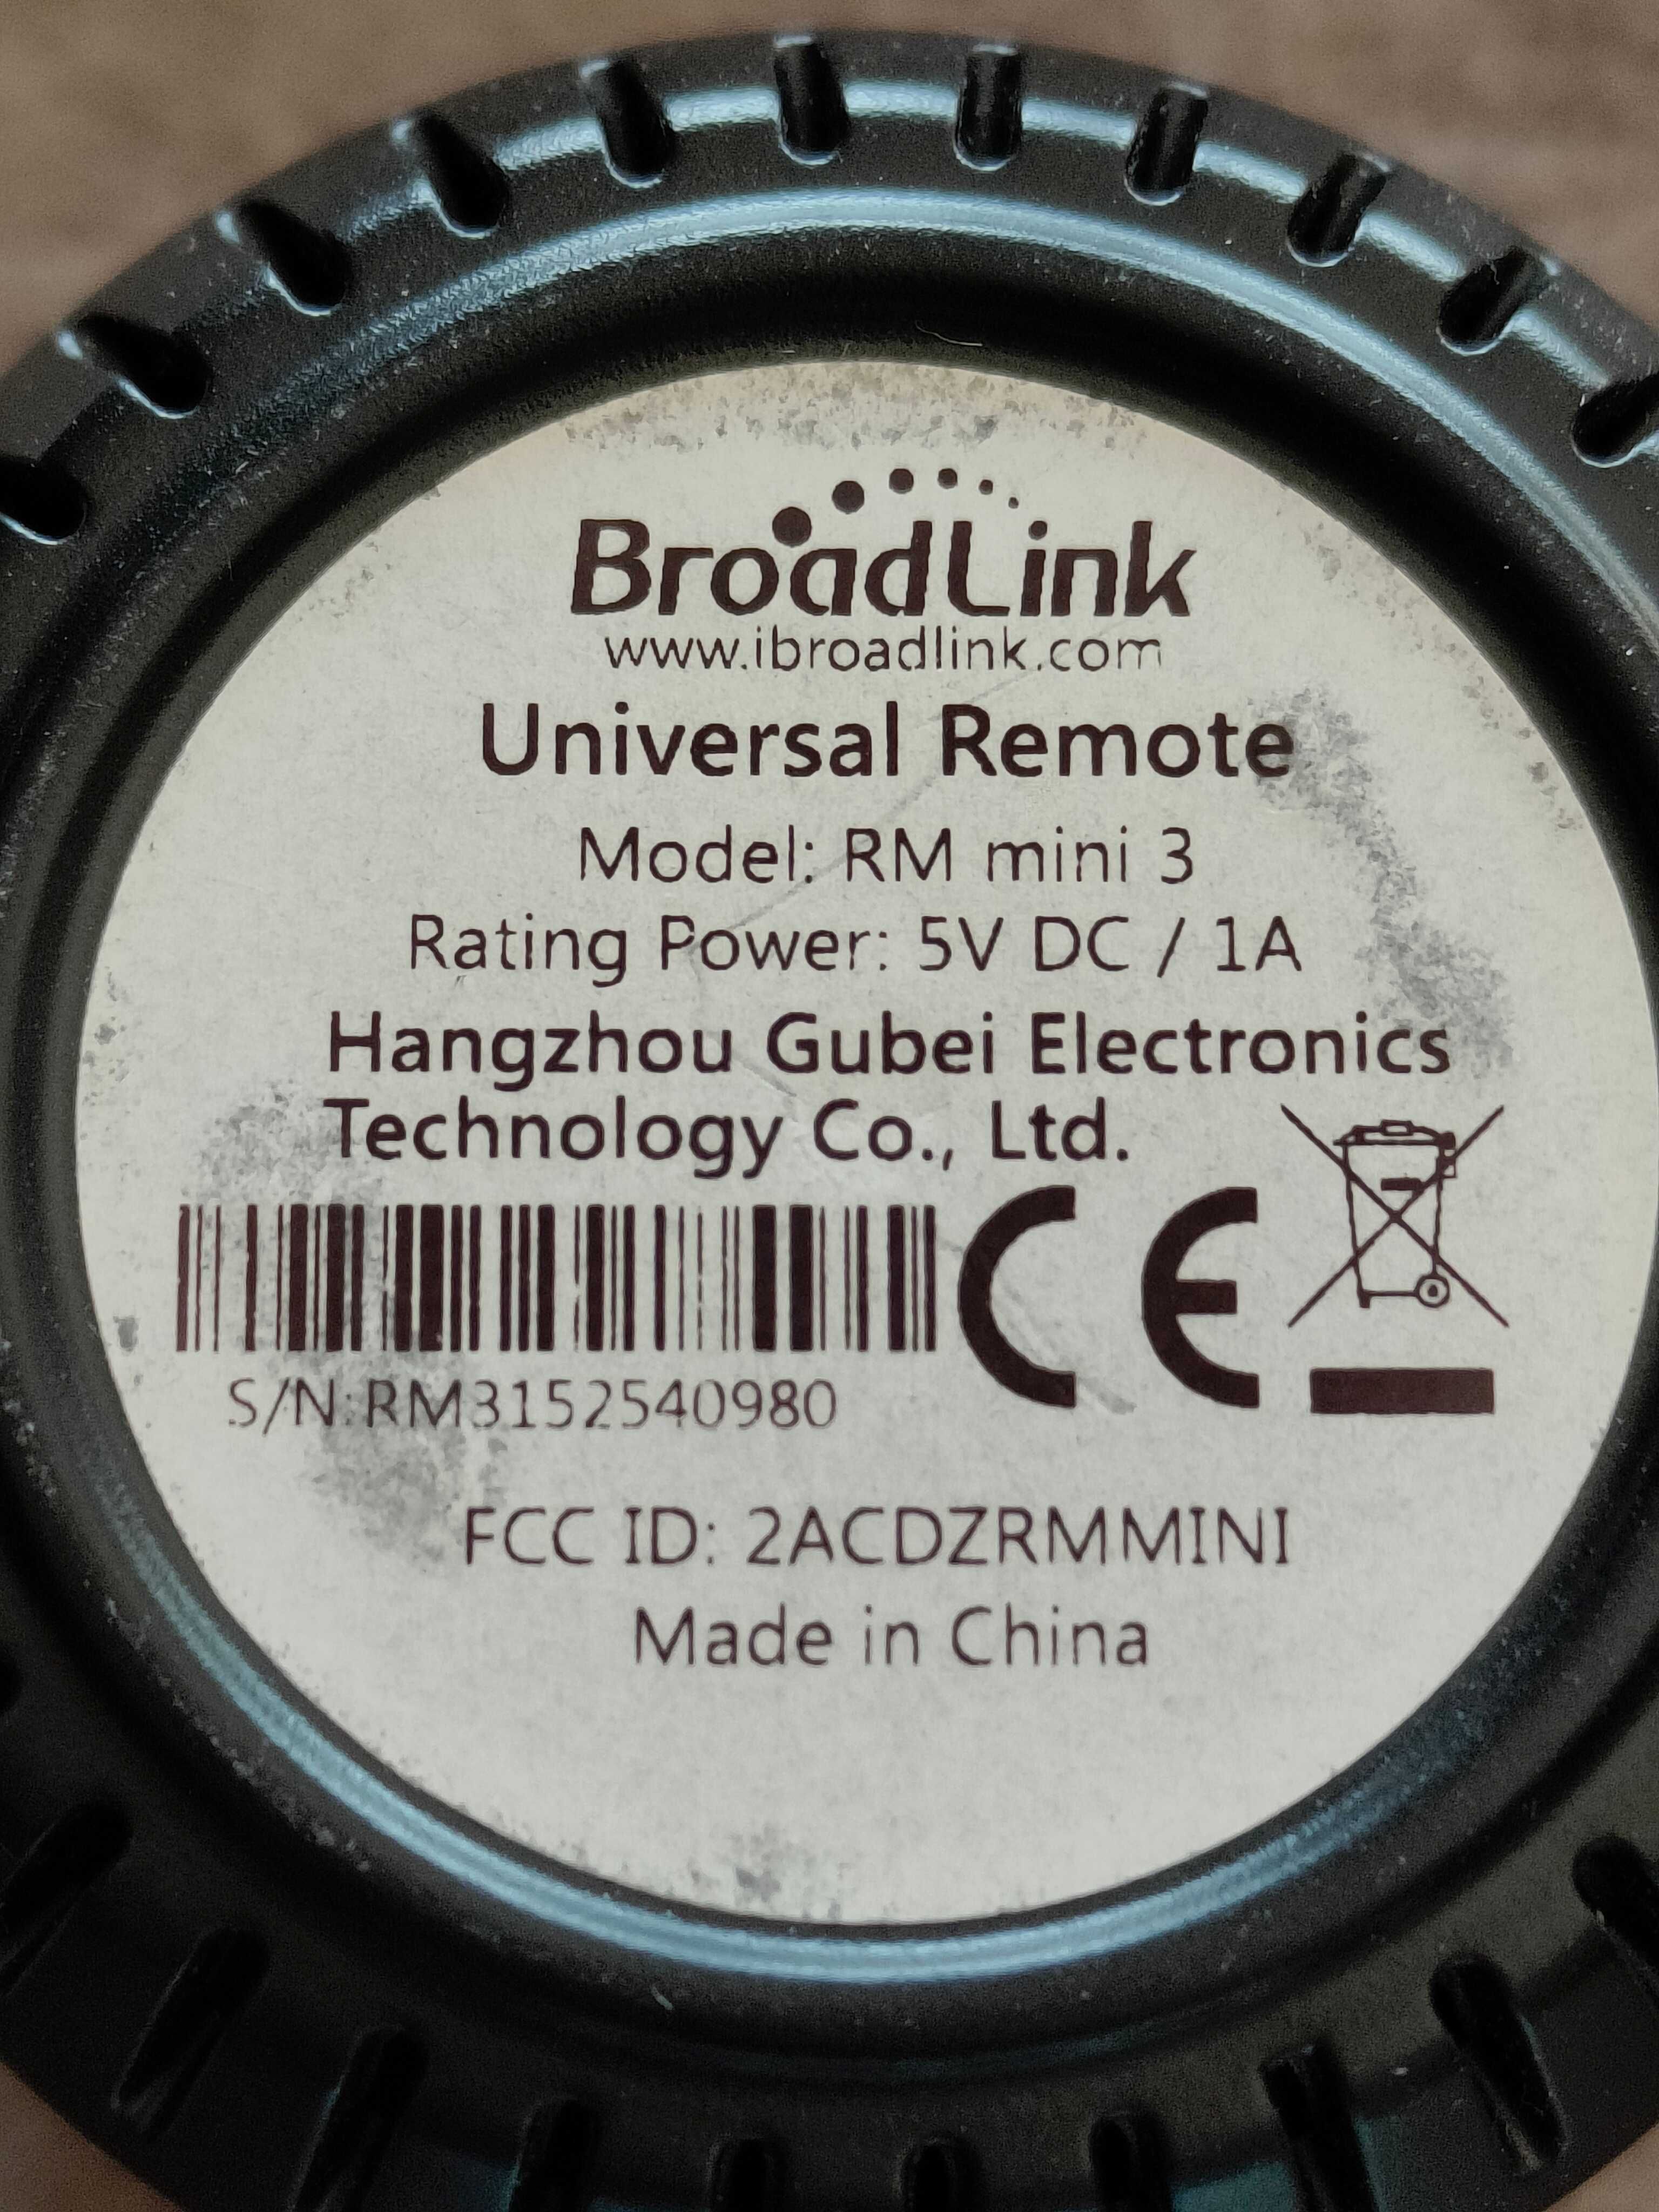 BroadLink
www.ibroadlink.com
Universal Remote
Model: RM mini 3
Rating Power: 5V DC / 1A
Hangzhou Gubei Electronics
Technology Co., Ltd.
CE
S/N:RM3152540980
FCC ID: 2ACDZRMMINI
Made in China